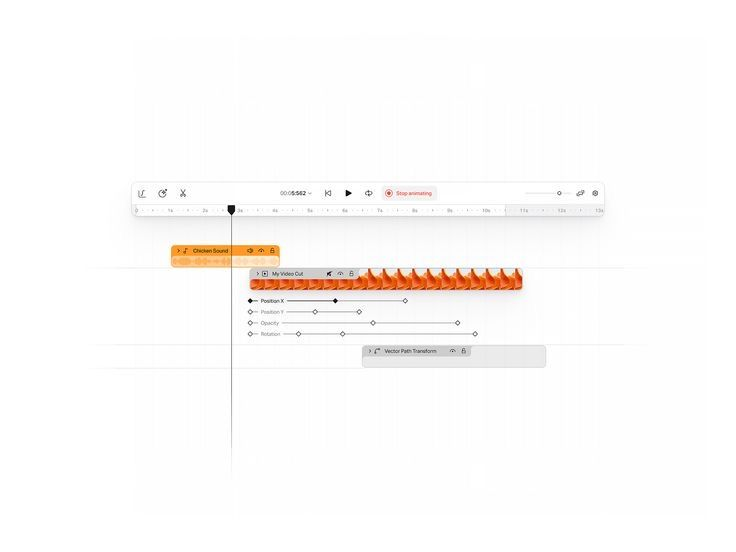 00:05:562 Stop animating
0 1s 2s 3s 4s 5s 6s 7s 8s 9s 10s 11s 12s 13s
Chicken Sound
My Video Cut
Position X
Position Y
Opacity
Rotation
Vector Path Transform